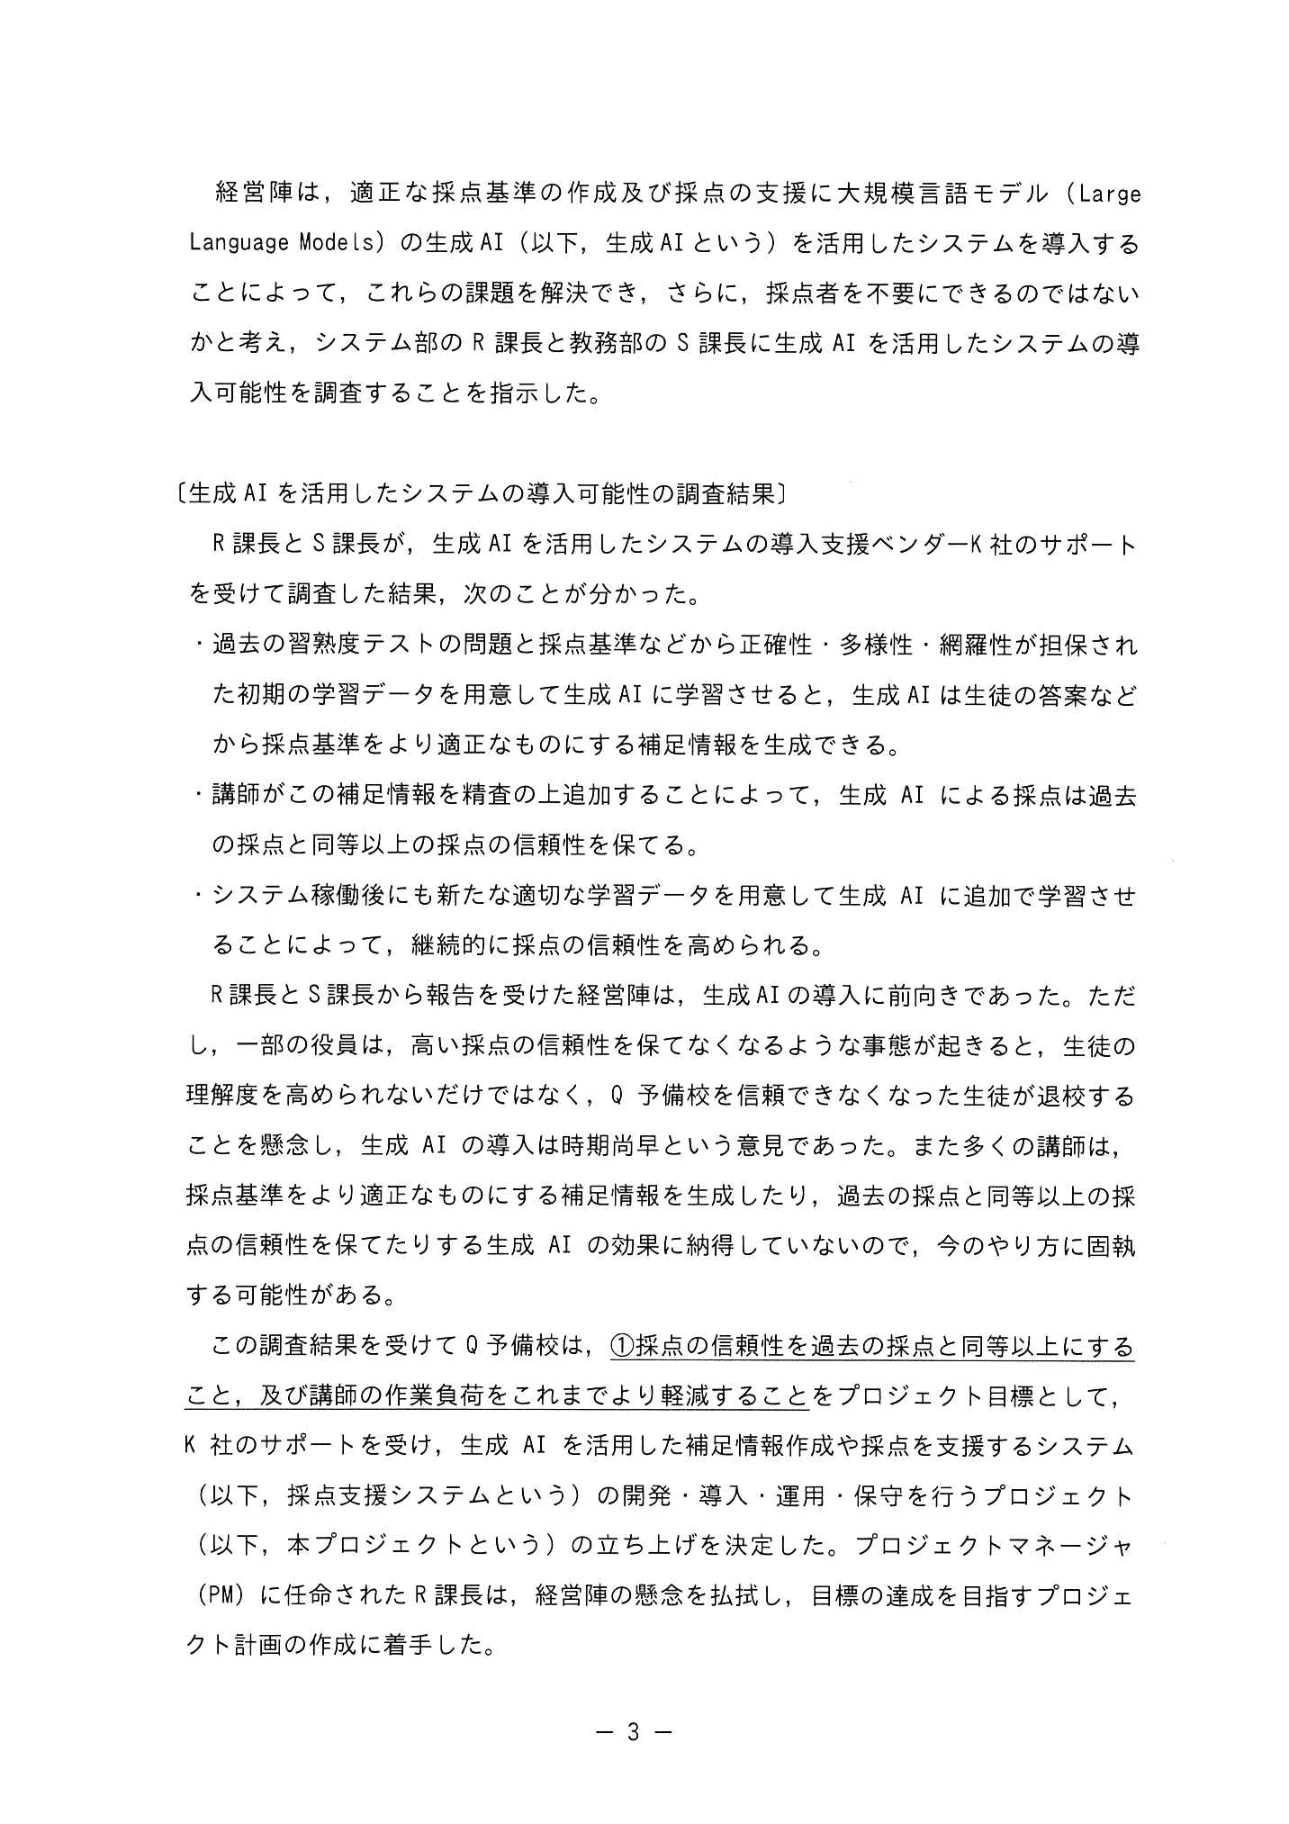 経営陣は，適正な採点基準の作成及び採点の支援に大規模言語モデル（Large
Language Models）の生成AI（以下，生成AIという）を活用したシステムを導入する
ことによって，これらの課題を解決でき，さらに，採点者を不要にできるのではない
かと考え，システム部の R 課長と教務部の S 課長に生成 AI を活用したシステムの導
入可能性を調査することを指示した。
〔生成 AI を活用したシステムの導入可能性の調査結果〕
R 課長と S 課長が，生成 AI を活用したシステムの導入支援ベンダーK 社のサポート
を受けて調査した結果，次のことが分かった。
・過去の習熟度テストの問題と採点基準などから正確性・多様性・網羅性が担保され
た初期の学習データを用意して生成 AI に学習させると，生成 AI は生徒の答案など
から採点基準をより適正なものにする補足情報を生成できる。
・講師がこの補足情報を精査の上追加することによって，生成 AI による採点は過去
の採点と同等以上の採点の信頼性を保てる。
・システム稼働後にも新たな適切な学習データを用意して生成 AI に追加で学習させ
ることによって，継続的に採点の信頼性を高められる。
R 課長と S 課長から報告を受けた経営陣は，生成 AI の導入に前向きであった。ただ
し，一部の役員は，高い採点の信頼性を保てなくなるような事態が起きると，生徒の
理解度を高められないだけではなく，Q 予備校を信頼できなくなった生徒が退校する
ことを懸念し，生成 AI の導入は時期尚早という意見であった。また多くの講師は，
採点基準をより適正なものにする補足情報を生成したり，過去の採点と同等以上の採
点の信頼性を保てたりする生成 AI の効果に納得していないので，今のやり方に固執
する可能性がある。
この調査結果を受けて Q 予備校は，①採点の信頼性を過去の採点と同等以上にする
こと，及び講師の作業負荷をこれまでより軽減することをプロジェクト目標として，
K 社のサポートを受け，生成 AI を活用した補足情報作成や採点を支援するシステム
（以下，採点支援システムという）の開発・導入・運用・保守を行うプロジェクト
（以下，本プロジェクトという）の立ち上げを決定した。プロジェクトマネージャ
（PM）に任命された R 課長は，経営陣の懸念を払拭し，目標の達成を目指すプロジェ
クト計画の作成に着手した。
－ 3 －